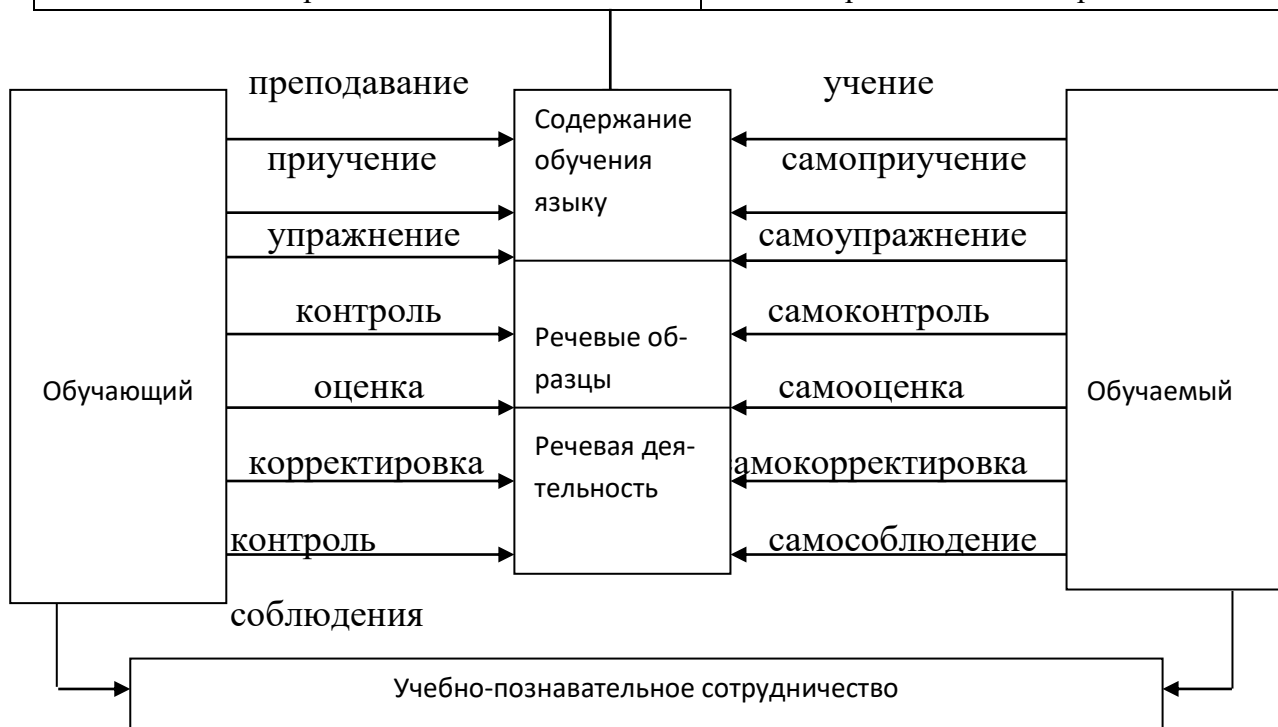 преподавание
учение
Содержание
обучения
языку
приучение
самоприучение
упражнение
самоупражнение
контроль
самоконтроль
Речевые об-
разцы
Обучающий
оценка
самооценка
Обучаемый
Речевая дея-
тельность
корректировка
самокорректировка
контроль
соблюдения
самособлюдение
Учебно-познавательное сотрудничество